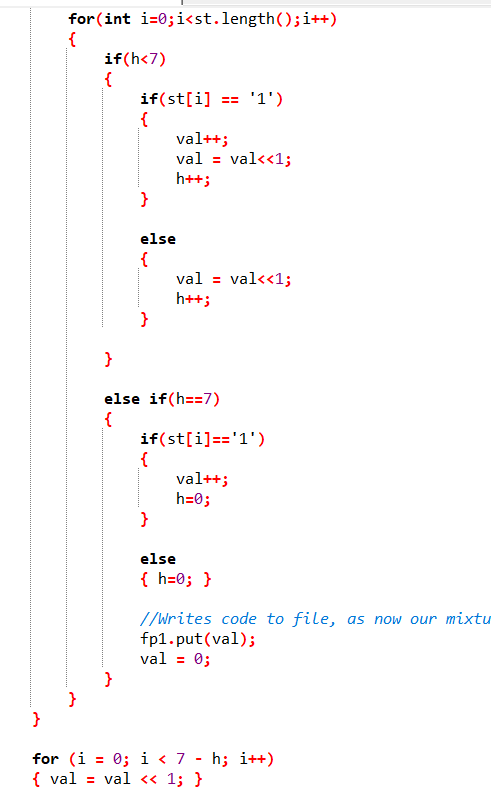 for(int i=0;i<st.length();i++)
{
if(h<7)
{
if(st[i] == '1')
{
val++;
val = val<<1;
h++;
}
else
{
val = val<<1;
h++;
}
}
else if(h==7)
{
if(st[i]=='1')
{
val++;
h=0;
}
else
{ h=0; }
//Writes code to file, as now our mixtu
fp1.put(val);
val = 0;
}
}
}
for (i = 0; i < 7 - h; i++)
{ val = val << 1; }